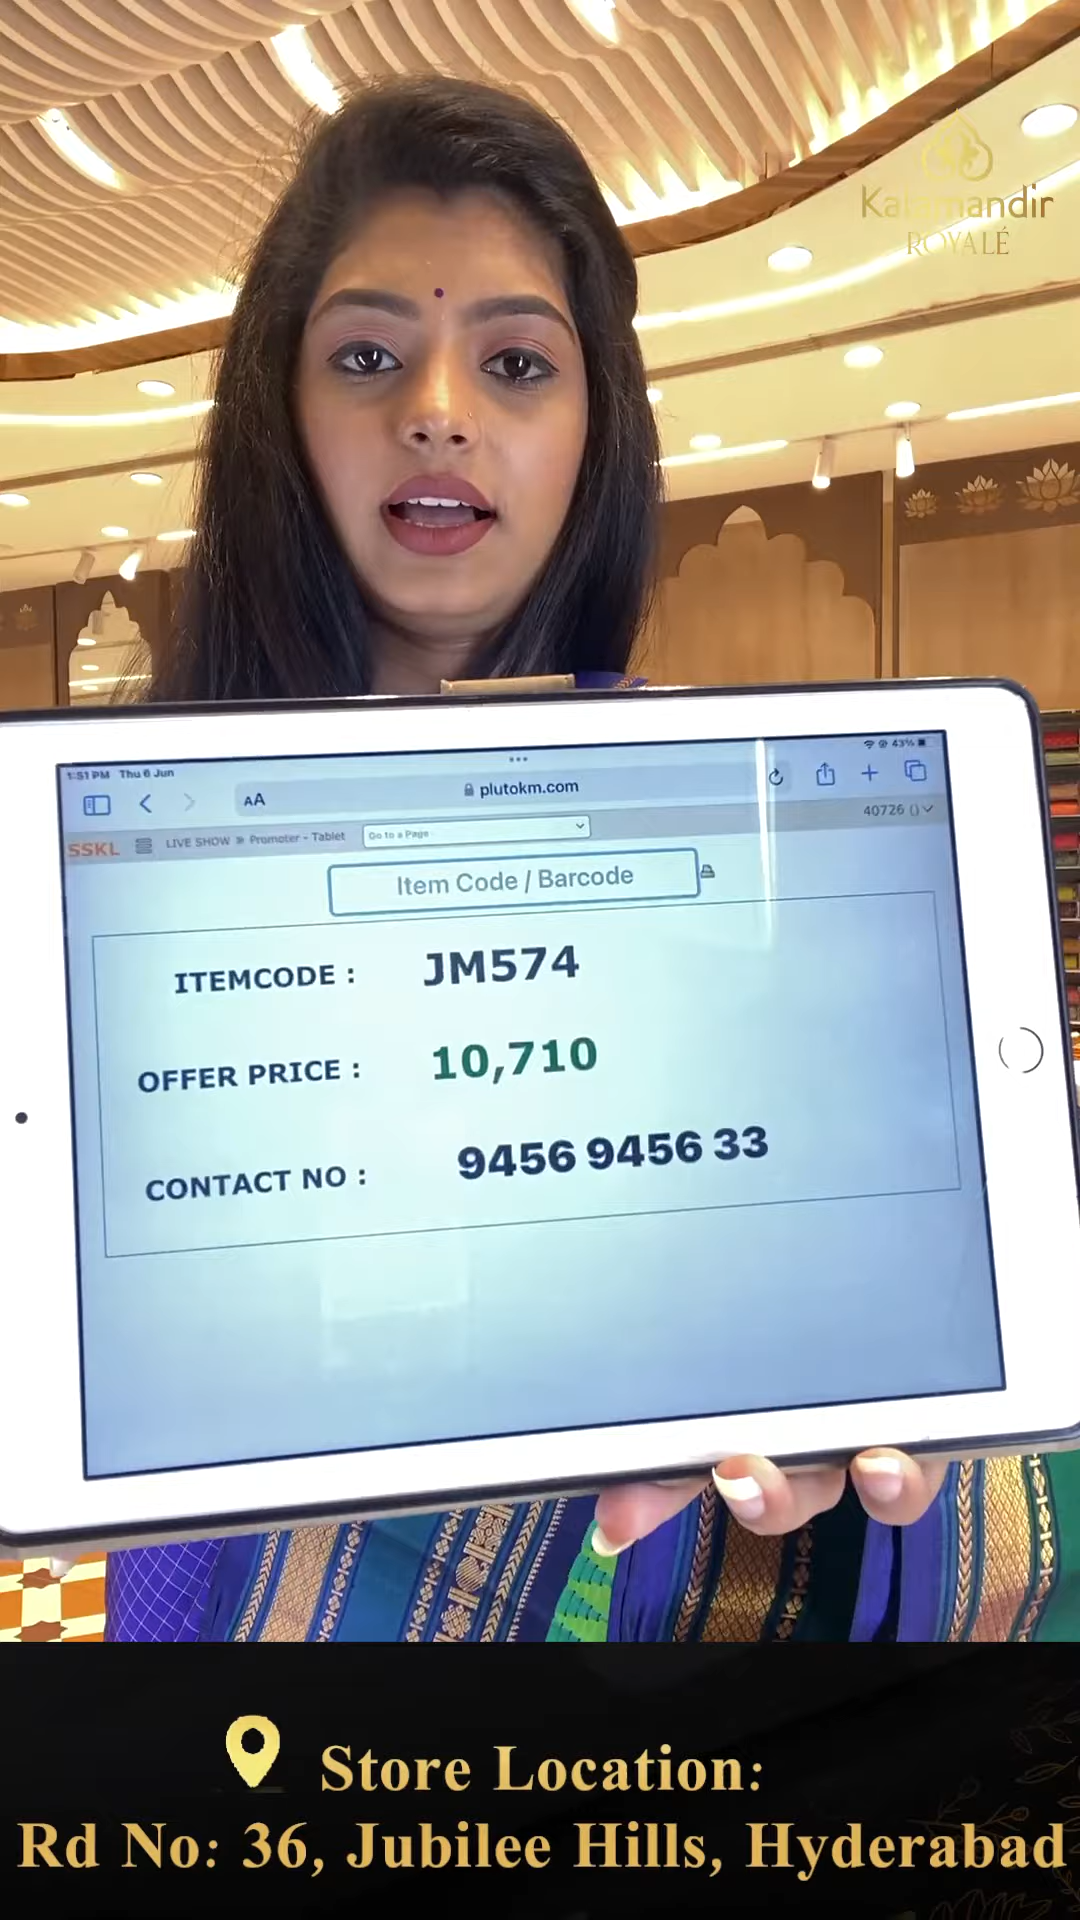 Kalamandir
ROYALÉ
1:51 PM Thu 6 Jun
43%
AA
plutokm.com
SSKL
LIVE SHOW » Promoter - Tablet
Go to a Page
40726 ()
Item Code / Barcode
ITEMCODE : JM574
OFFER PRICE : 10,710
CONTACT NO : 9456 9456 33
Store Location:
Rd No: 36, Jubilee Hills, Hyderabad